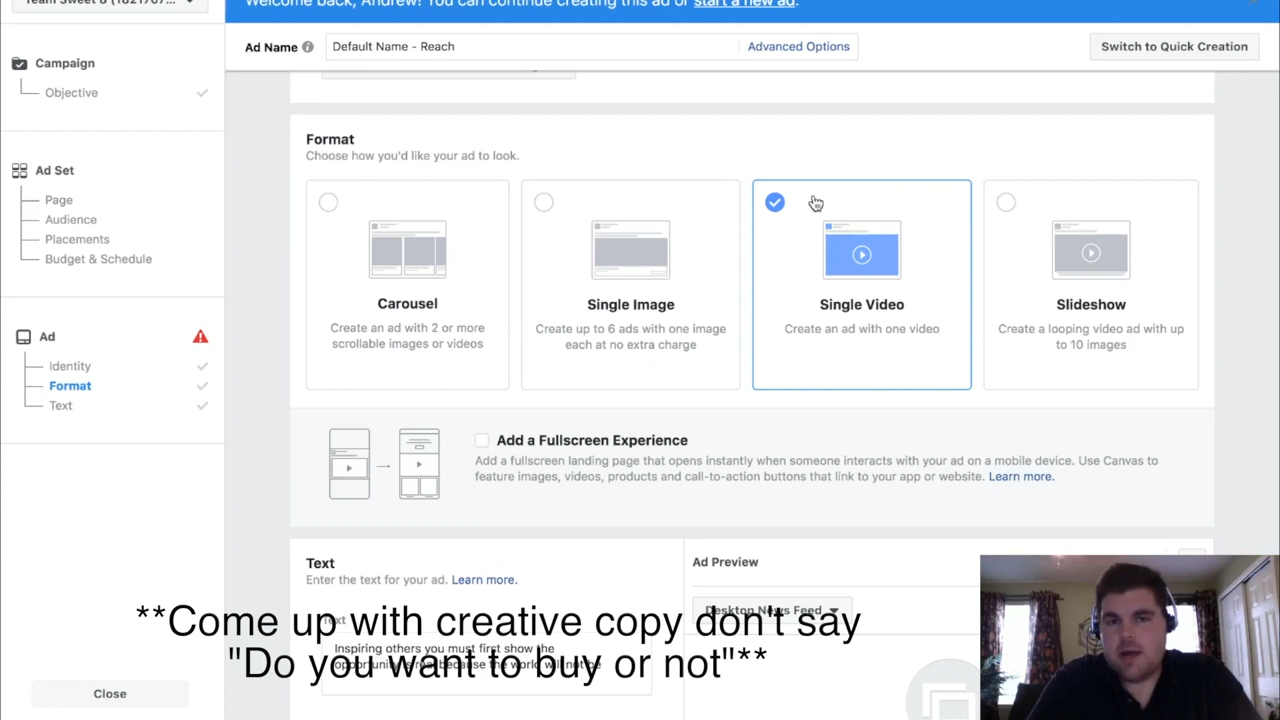 Team Sweet 8 (1821767...
Welcome back, Andrew! You can continue creating this ad or start a new ad.
Ad Name
Default Name - Reach
Advanced Options
Switch to Quick Creation
Campaign
Objective
Ad Set
Page
Audience
Placements
Budget & Schedule
Ad
Identity
Format
Text
Close
Format
Choose how you'd like your ad to look.
Carousel
Create an ad with 2 or more
scrollable images or videos
Single Image
Create up to 6 ads with one image
each at no extra charge
Single Video
Create an ad with one video
Slideshow
Create a looping video ad with up
to 10 images
Add a Fullscreen Experience
Add a fullscreen landing page that opens instantly when someone interacts with your ad on a mobile device. Use Canvas to
feature images, videos, products and call-to-action buttons that link to your app or website. Learn more.
Text
Enter the text for your ad. Learn more.
Text
Inspiring others you must first show the
opportunity is real because the world will not be
Ad Preview
Desktop News Feed
**Come up with creative copy don't say
"Do you want to buy or not"**